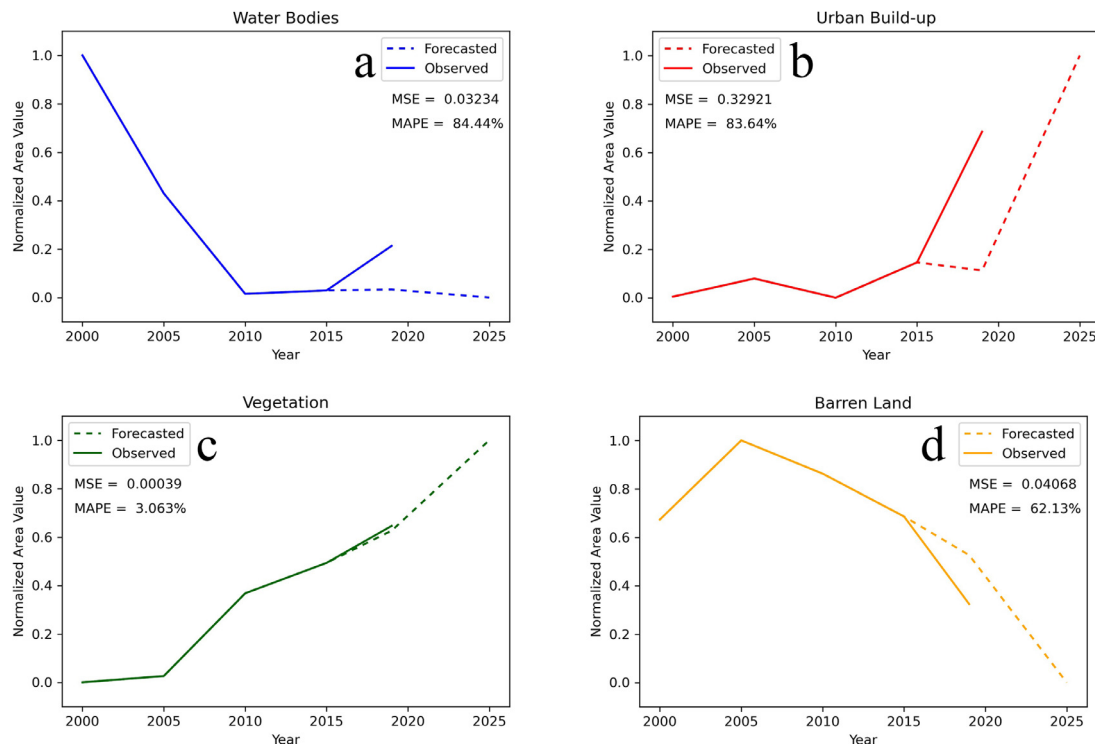 Water Bodies
a
Forecasted
Observed
MSE = 0.03234
MAPE = 84.44%
Normalized Area Value
1.0
0.8
0.6
0.4
0.2
0.0
2000 2005 2010 2015 2020 2025
Year
Urban Build-up
Forecasted
Observed
b
MSE = 0.32921
MAPE = 83.64%
Normalized Area Value
1.0
0.8
0.6
0.4
0.2
0.0
2000 2005 2010 2015 2020 2025
Year
Vegetation
Forecasted
Observed
c
MSE = 0.00039
MAPE = 3.063%
Normalized Area Value
1.0
0.8
0.6
0.4
0.2
0.0
2000 2005 2010 2015 2020 2025
Year
Barren Land
d
Forecasted
Observed
MSE = 0.04068
MAPE = 62.13%
Normalized Area Value
1.0
0.8
0.6
0.4
0.2
0.0
2000 2005 2010 2015 2020 2025
Year